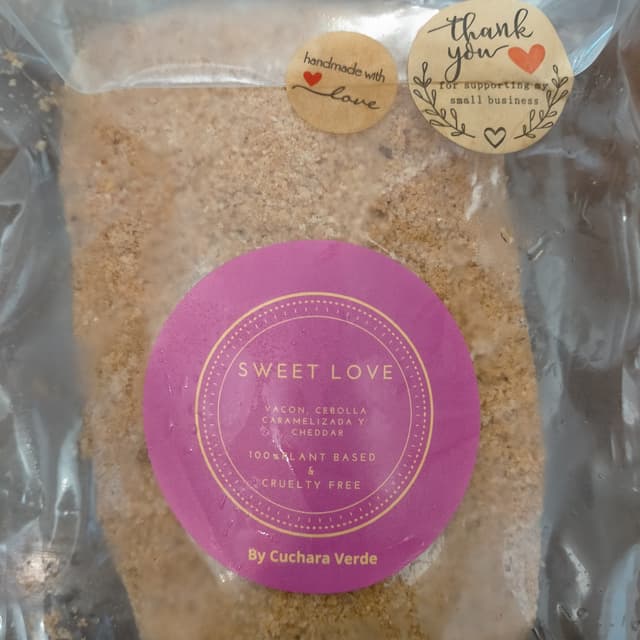 handmade with
love
thank
you
for supporting my
small business
SWEET LOVE
VACON, CEBOLLA
CARAMELIZADA Y
CHEDDAR
100% PLANT BASED
&
CRUELTY FREE
By Cuchara Verde